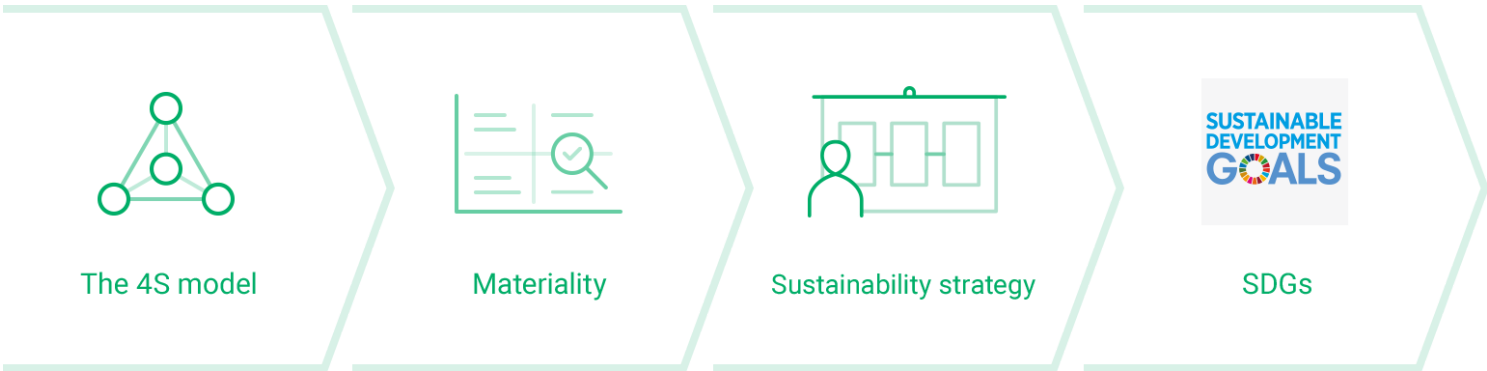 SUSTAINABLE
DEVELOPMENT
GOALS
The 4S model
Materiality
Sustainability strategy
SDGs